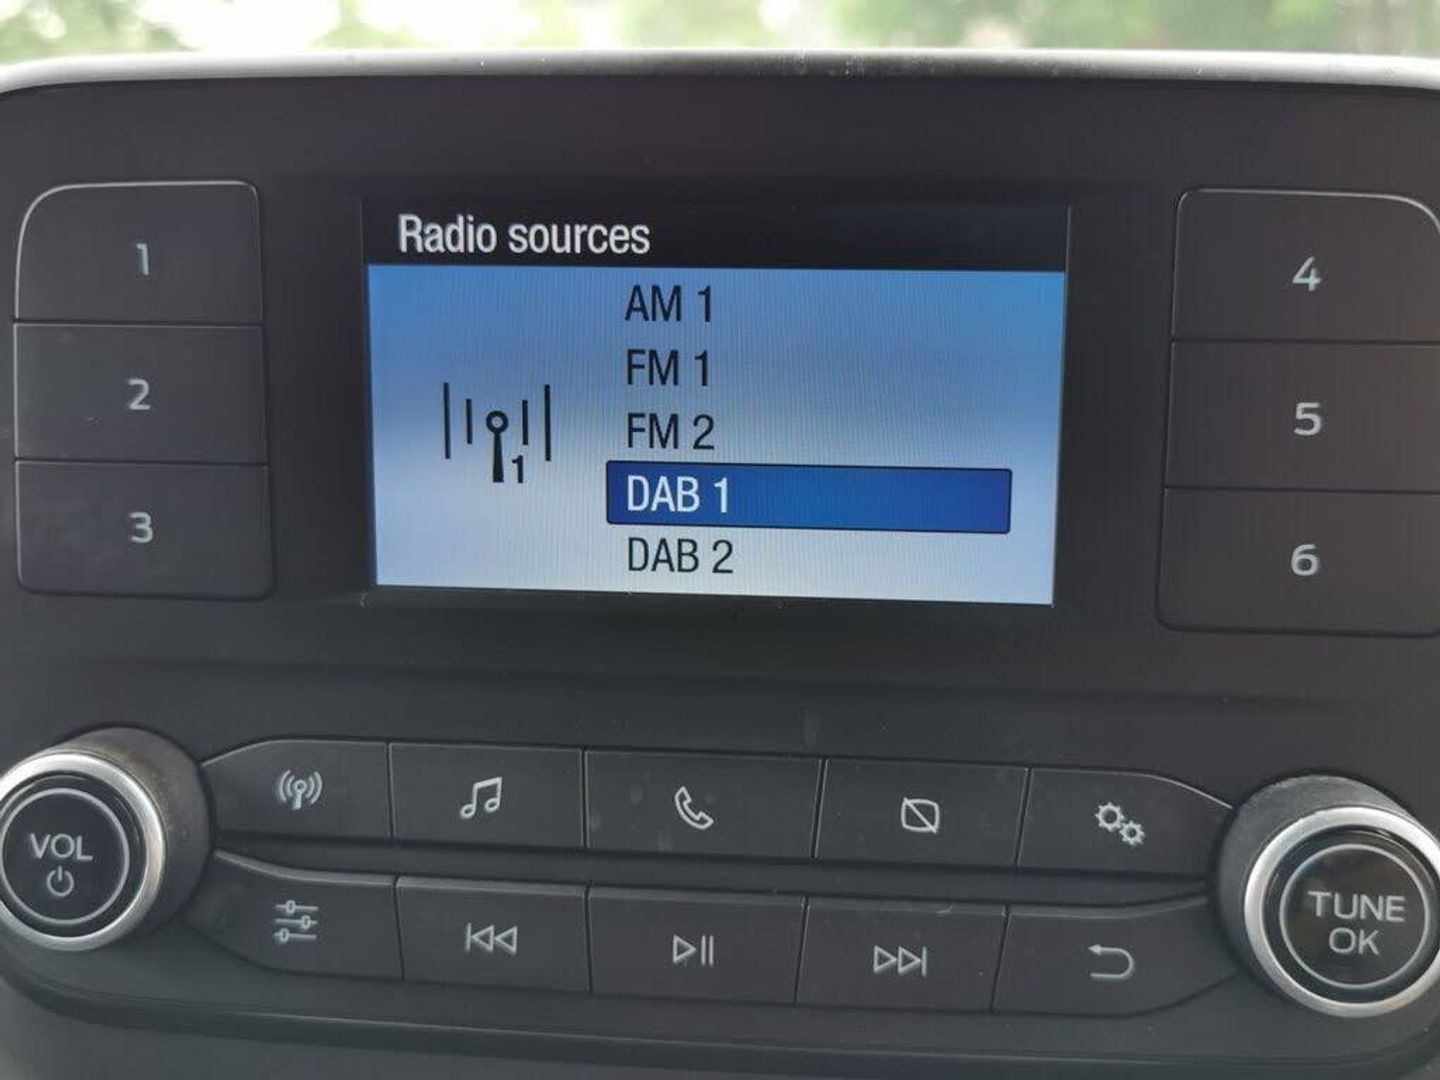 Radio sources
AM 1
FM 1
FM 2
DAB 1
DAB 2
1
1
2
3
4
5
6
VOL
TUNE
OK